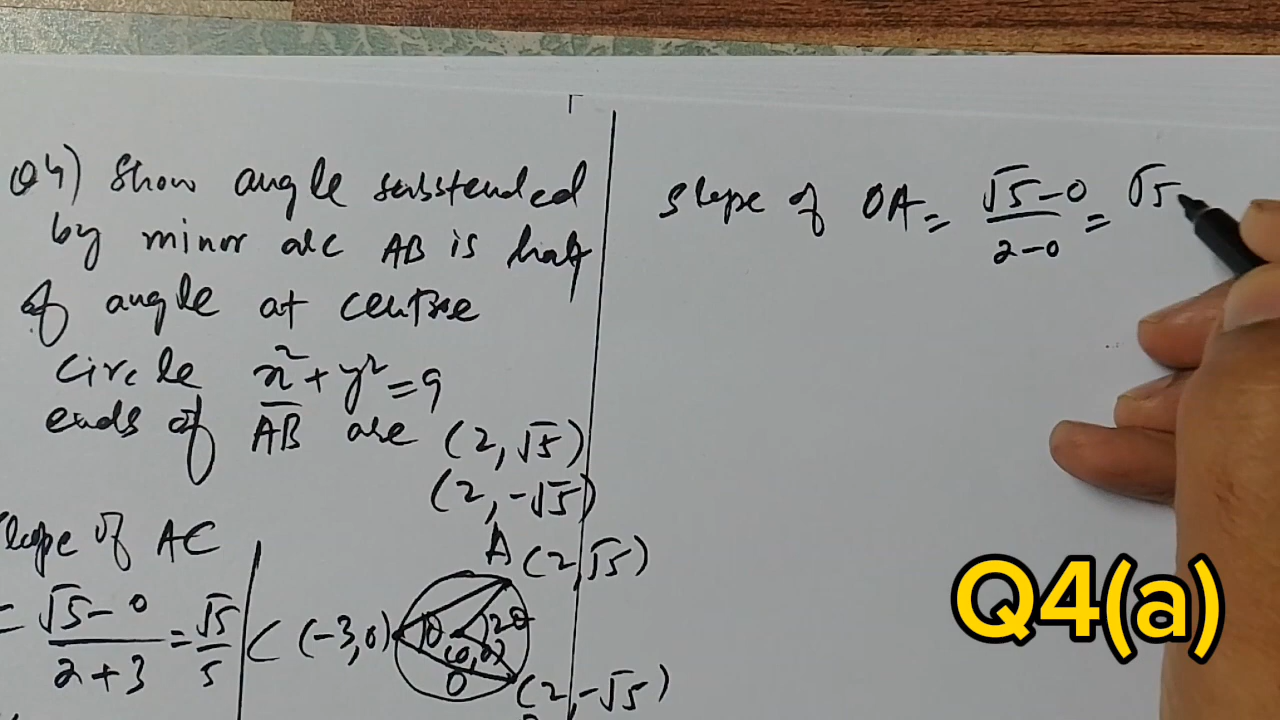 Q4) Show angle substended
by minor arc AB is half
of angle at centre
circle x² + y² = 9
ends of AB are (2, √5)
(2, -√5)
Slope of AC
= √5 - 0 / 2 + 3 = √5 / 5
A (2, √5)
C (-3, 0)
θ 2θ
(0, 0)
O
(2, -√5)
Slope of OA = √5 - 0 / 2 - 0 = √5
Q4(a)